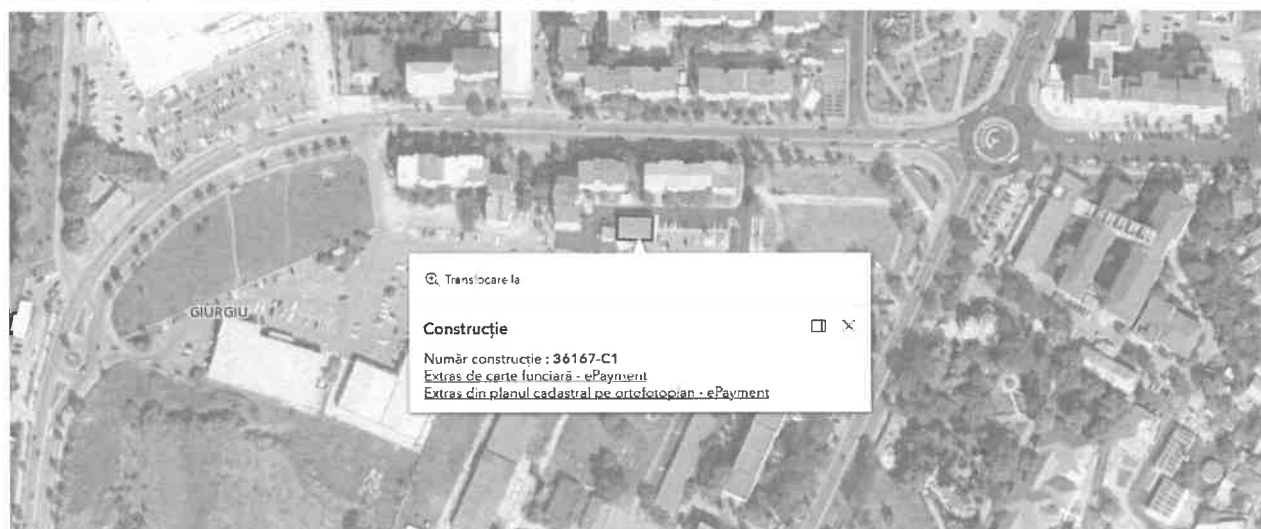 Translocare la
Construcție
Număr construcție : 36167-C1
Extras de carte funciară - ePayment
Extras din planul cadastral pe ortofotoplan - ePayment
GIURGIU